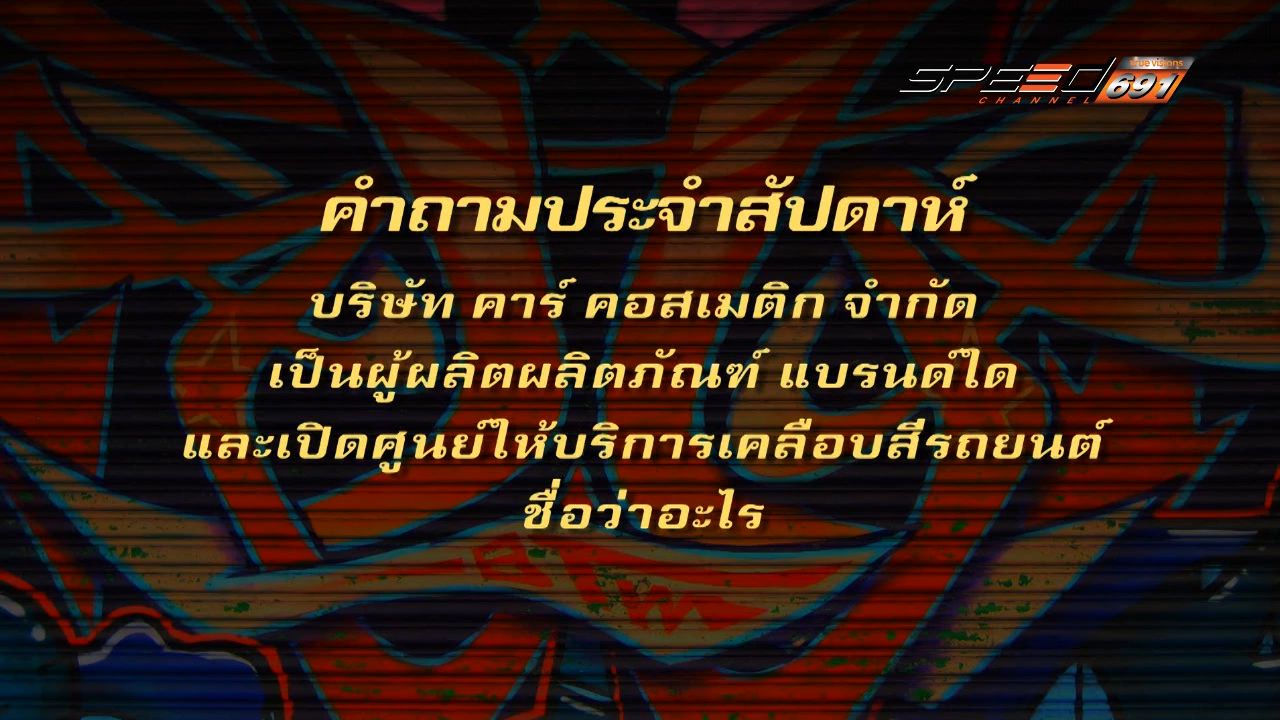 true visions
SPEED 691
CHANNEL
คำถามประจำสัปดาห์
บริษัท คาร์ คอสเมติก จำกัด
เป็นผู้ผลิตผลิตภัณฑ์ แบรนด์ใด
และเปิดศูนย์ให้บริการเคลือบสีรถยนต์
ชื่อว่าอะไร